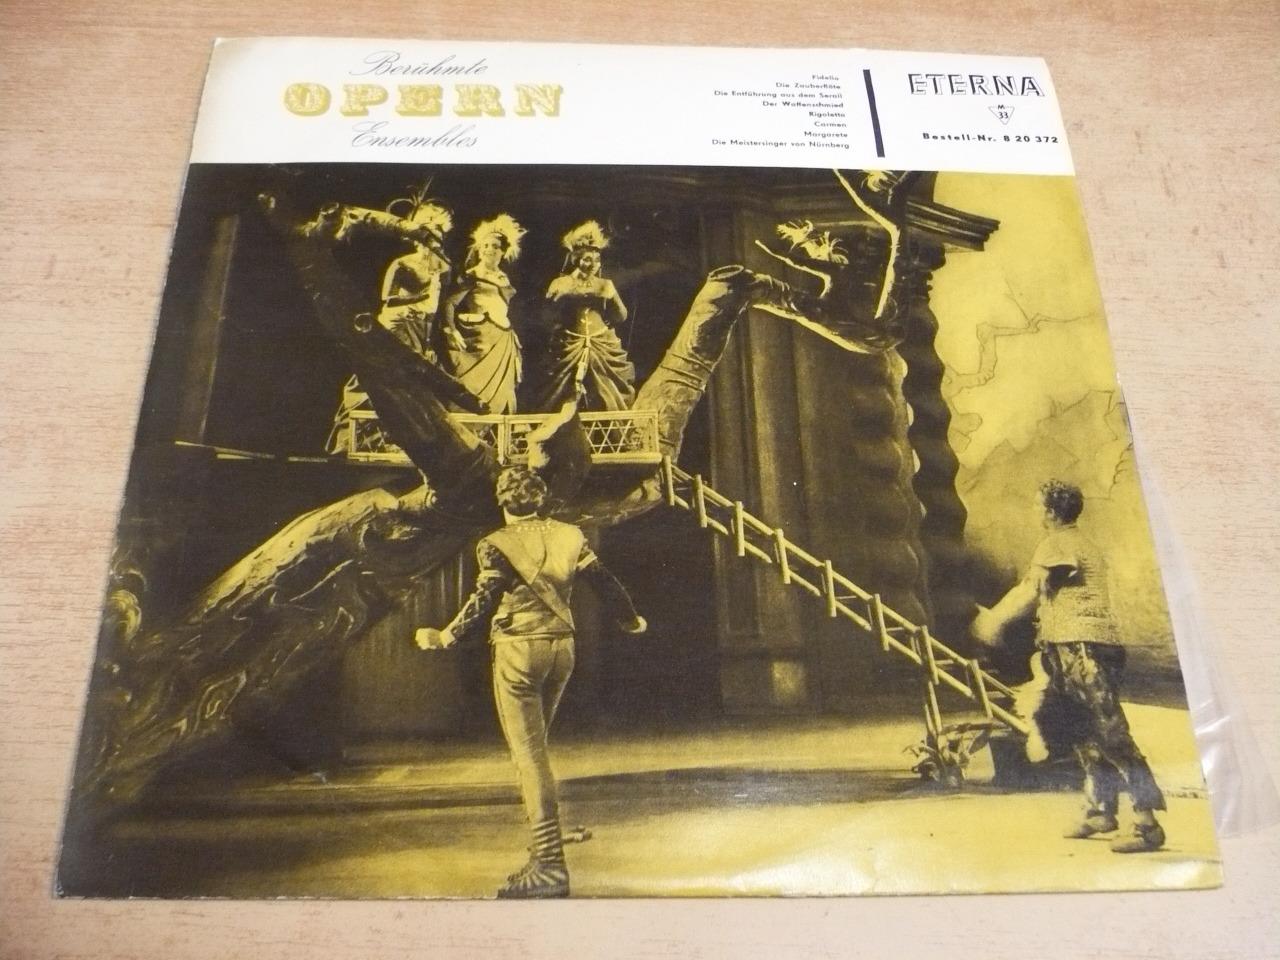 Berühmte
OPERN
Ensembles
Fidelio
Die Zauberflöte
Die Entführung aus dem Serail
Der Waffenschmied
Rigoletto
Carmen
Margarete
Die Meistersinger von Nürnberg
ETERNA
M
33
Bestell-Nr. 8 20 372